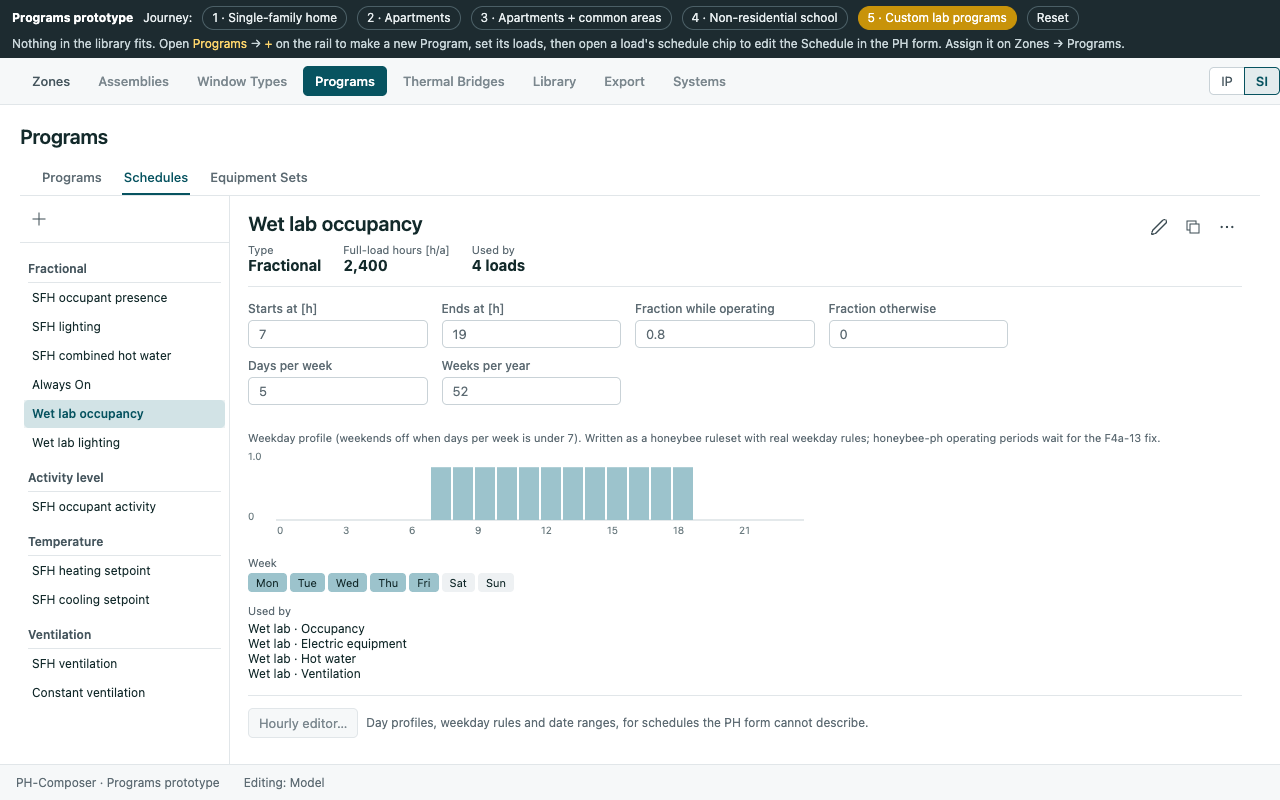 Programs prototype Journey: 1 · Single-family home 2 · Apartments 3 · Apartments + common areas 4 · Non-residential school 5 · Custom lab programs Reset
Nothing in the library fits. Open Programs → + on the rail to make a new Program, set its loads, then open a load's schedule chip to edit the Schedule in the PH form. Assign it on Zones → Programs.
Zones Assemblies Window Types Programs Thermal Bridges Library Export Systems IP SI
Programs
Programs Schedules Equipment Sets
Fractional
SFH occupant presence
SFH lighting
SFH combined hot water
Always On
Wet lab occupancy
Wet lab lighting
Activity level
SFH occupant activity
Temperature
SFH heating setpoint
SFH cooling setpoint
Ventilation
SFH ventilation
Constant ventilation
Wet lab occupancy
Type Full-load hours [h/a] Used by
Fractional 2,400 4 loads
Starts at [h] Ends at [h] Fraction while operating Fraction otherwise
7 19 0.8 0
Days per week Weeks per year
5 52
Weekday profile (weekends off when days per week is under 7). Written as a honeybee ruleset with real weekday rules; honeybee-ph operating periods wait for the F4a-13 fix.
1.0
0
0 3 6 9 12 15 18 21
Week
Mon Tue Wed Thu Fri Sat Sun
Used by
Wet lab · Occupancy
Wet lab · Electric equipment
Wet lab · Hot water
Wet lab · Ventilation
Hourly editor... Day profiles, weekday rules and date ranges, for schedules the PH form cannot describe.
PH-Composer · Programs prototype Editing: Model